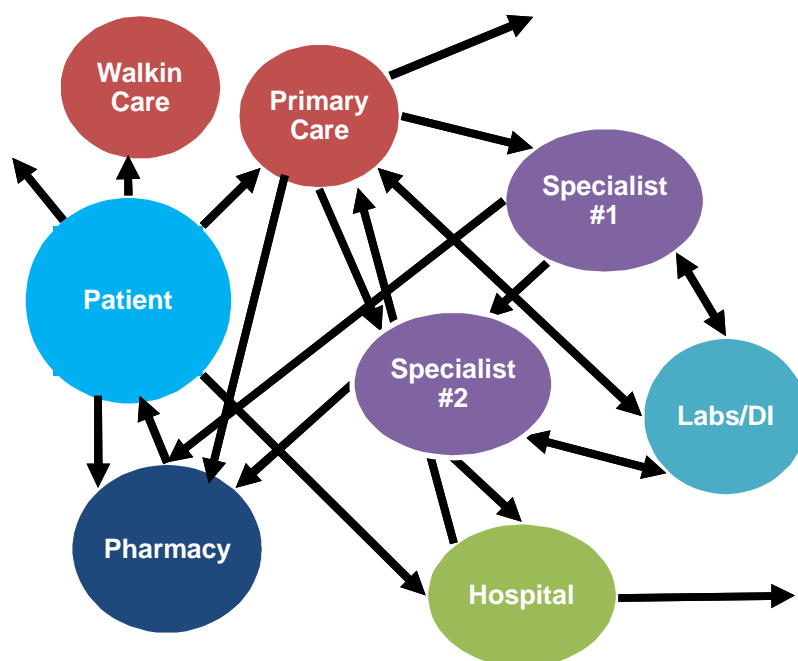 Walkin
Care
Primary
Care
Specialist
#1
Patient
Specialist
#2
Labs/DI
Pharmacy
Hospital